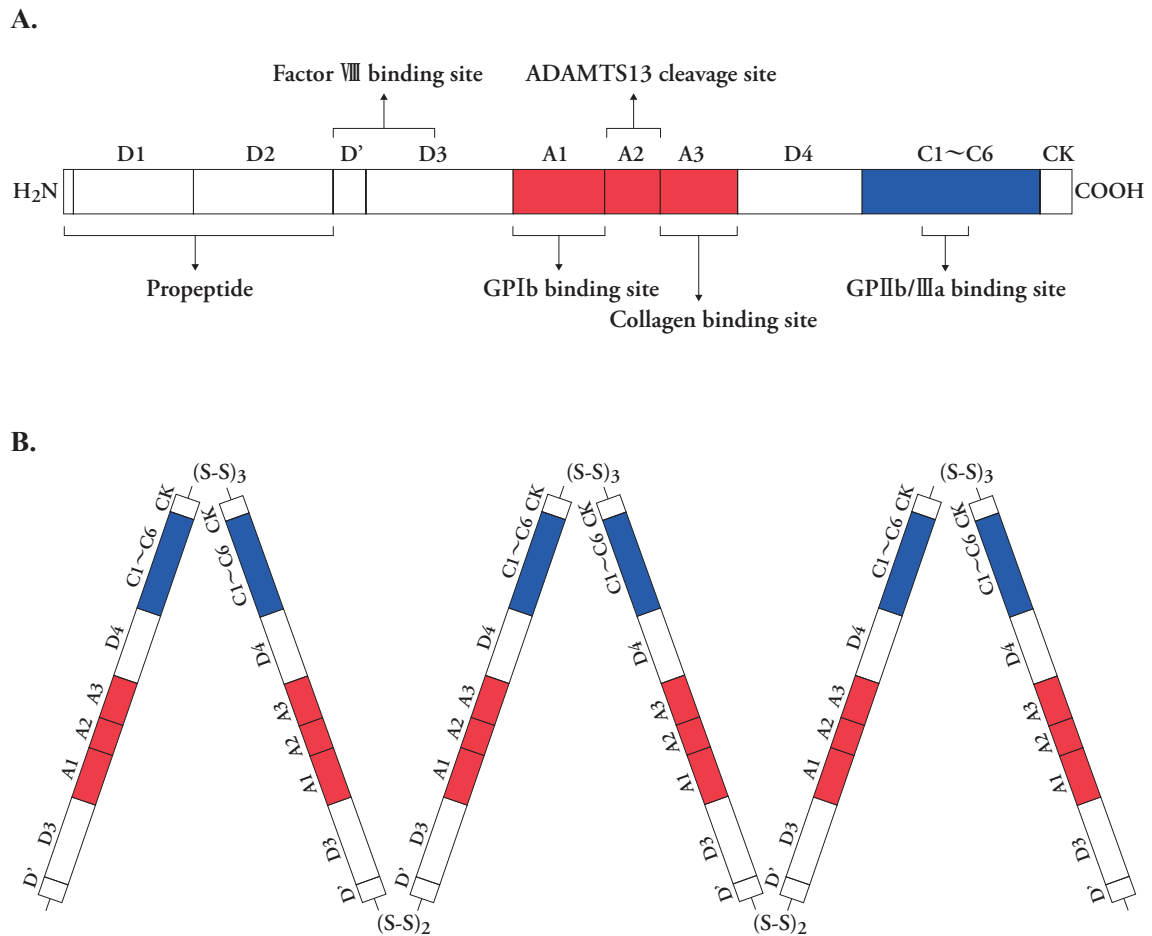 A.
Factor Ⅷ binding site
ADAMTS13 cleavage site
D1
D2
D'
D3
A1
A2
A3
D4
C1~C6
CK
H₂N
COOH
Propeptide
GPⅠb binding site
GPⅡb/Ⅲa binding site
Collagen binding site
B.
(S-S)₃
(S-S)₃
(S-S)₃
CK
C1~C6
D4
A3
A2
A1
D3
D'
CK
C1~C6
D4
A3
A2
A1
D3
D'
(S-S)₂
CK
C1~C6
D4
A3
A2
A1
D3
D'
CK
C1~C6
D4
A3
A2
A1
D3
D'
(S-S)₂
CK
C1~C6
D4
A3
A2
A1
D3
D'
CK
C1~C6
D4
A3
A2
A1
D3
D'